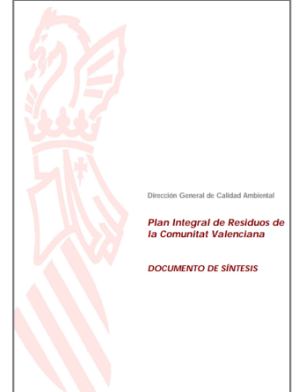 Dirección General de Calidad Ambiental
Plan Integral de Residuos de
la Comunitat Valenciana
DOCUMENTO DE SÍNTESIS